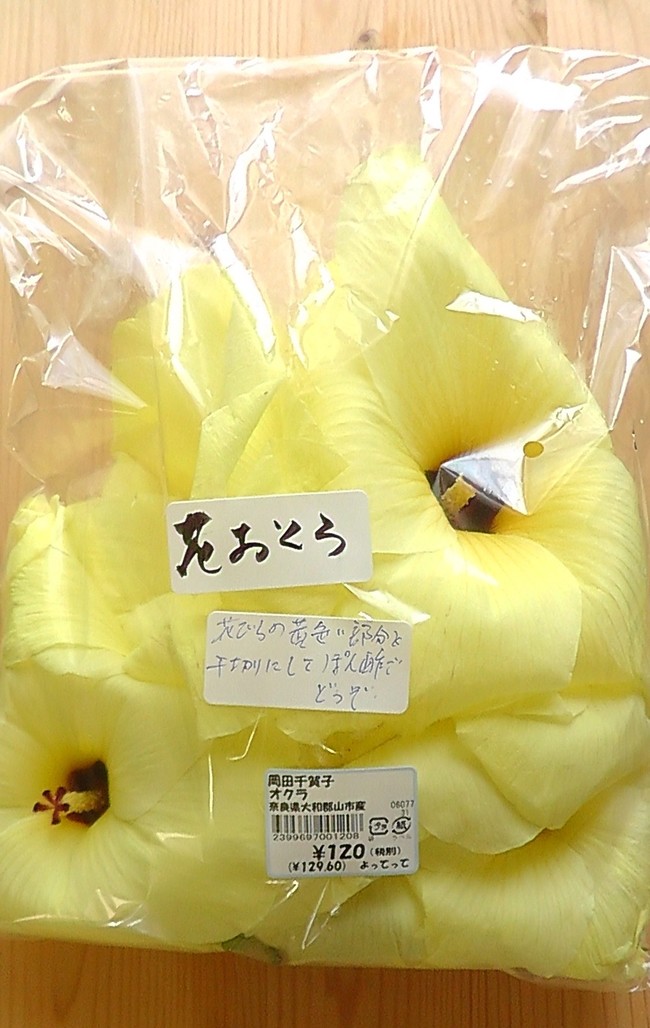 花おくら
花びらの黄色い部分を
千切りにしてぽん酢で
どうぞ
岡田千賀子
オクラ
奈良県大和郡山市産
06077
2399697001208
¥120(税別)
(¥129.60) よってって